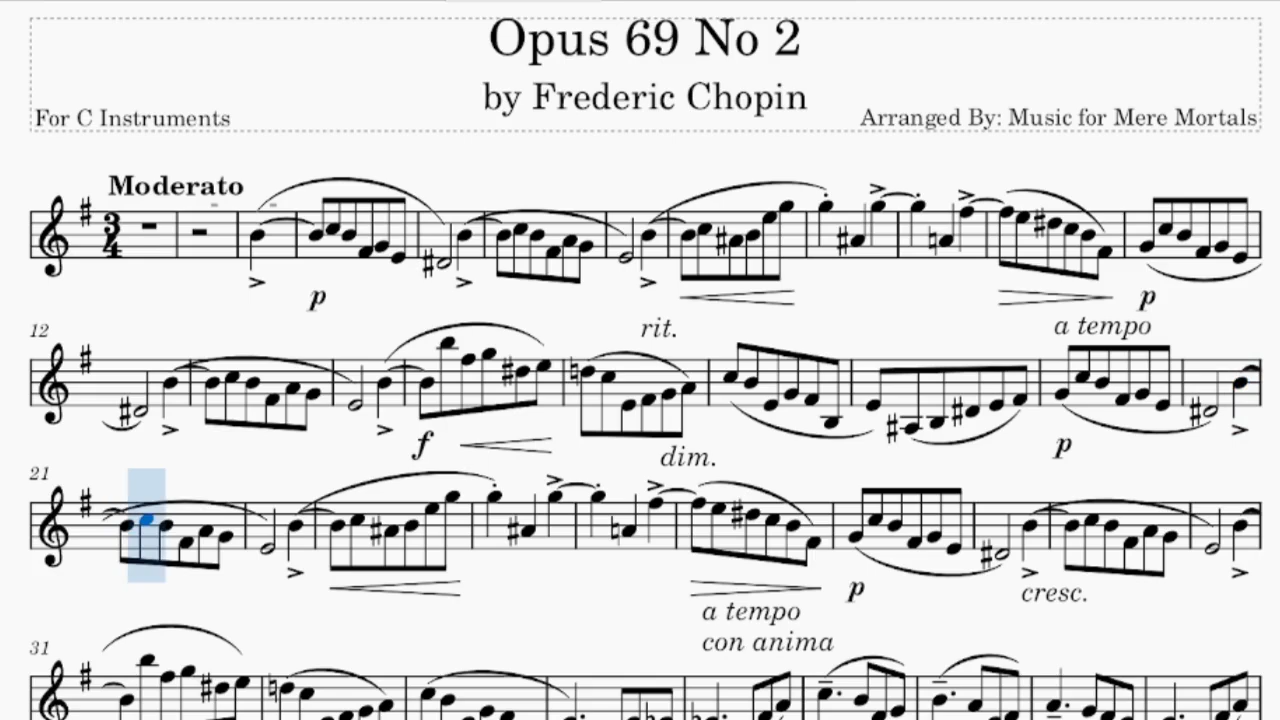 Opus 69 No 2
by Frederic Chopin
For C Instruments
Arranged By: Music for Mere Mortals
Moderato
3
4
p
p
rit.
a tempo
12
f
dim.
p
21
p
cresc.
a tempo
con anima
31